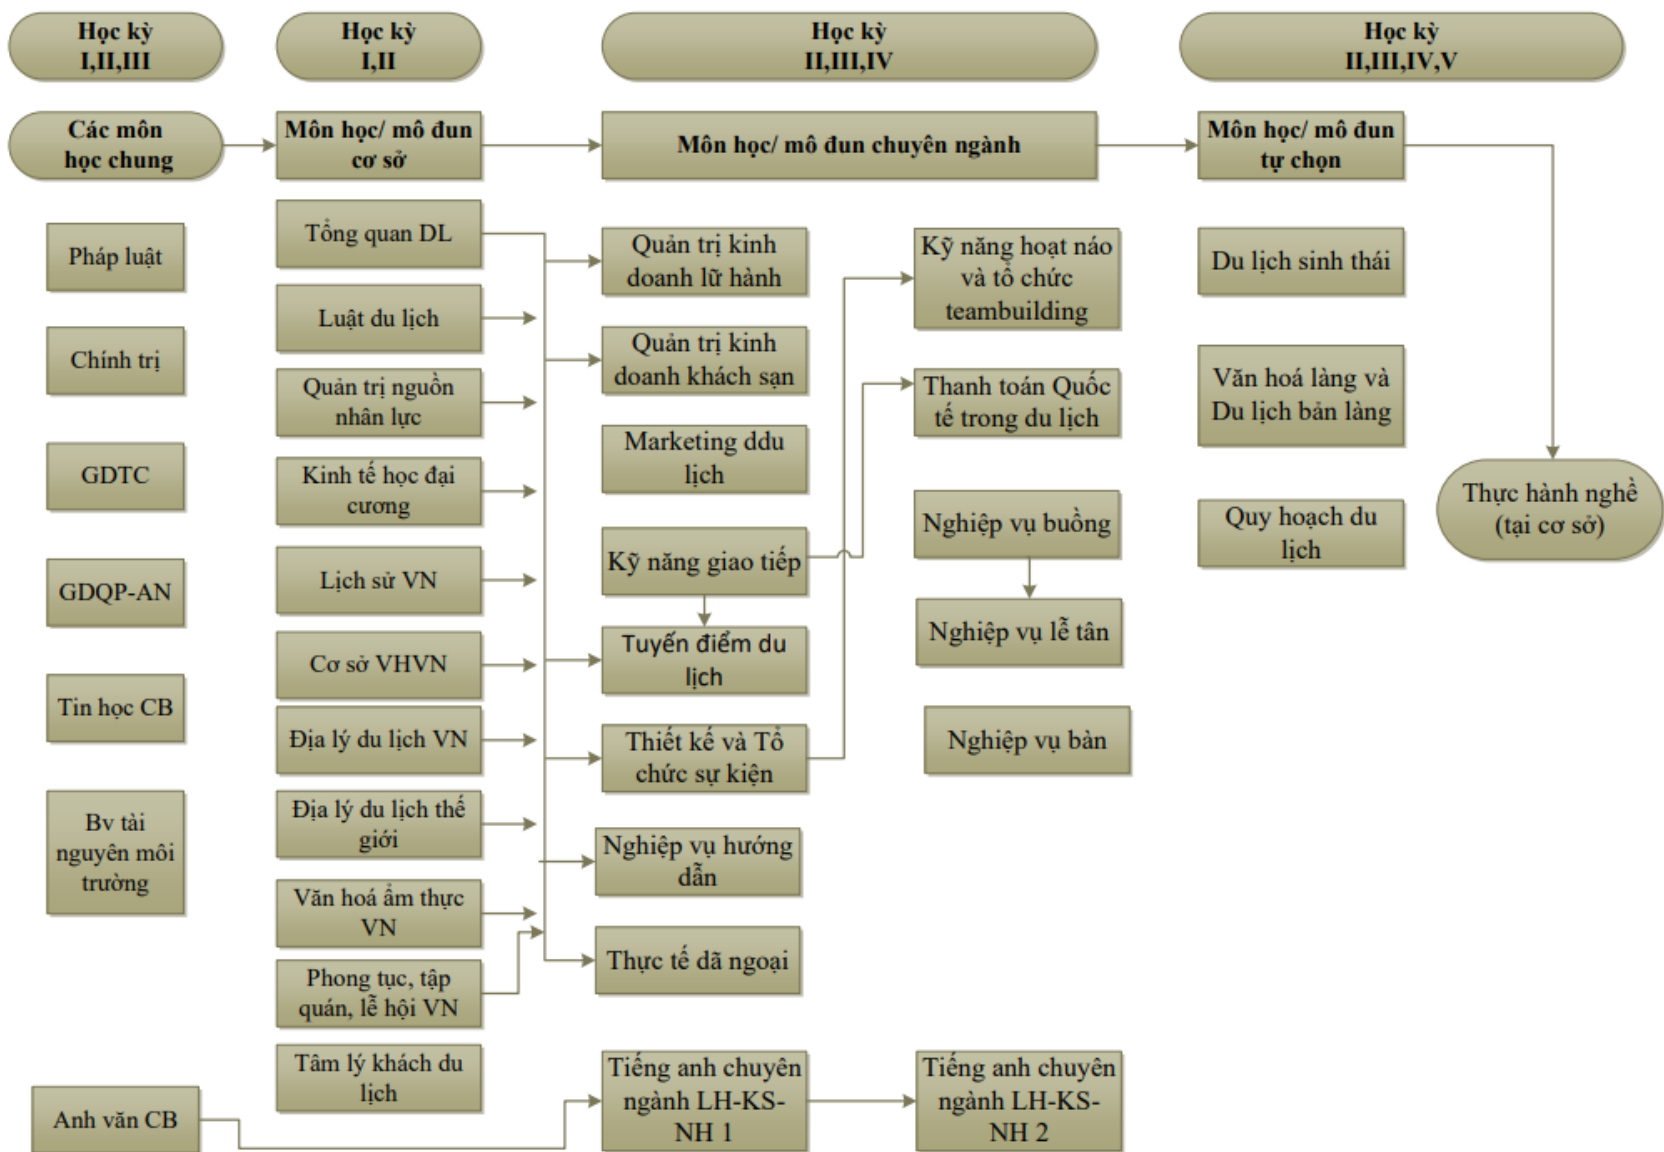 Học kỳ
I,II,III
Học kỳ
I,II
Học kỳ
II,III,IV
Học kỳ
II,III,IV,V
Các môn
học chung
Môn học/ mô đun
cơ sở
Môn học/ mô đun chuyên ngành
Môn học/ mô đun
tự chọn
Pháp luật
Chính trị
GDTC
GDQP-AN
Tin học CB
Bv tài
nguyên môi
trường
Anh văn CB
Tổng quan DL
Luật du lịch
Quản trị nguồn
nhân lực
Kinh tế học đại
cương
Lịch sử VN
Cơ sở VHVN
Địa lý du lịch VN
Địa lý du lịch thế
giới
Văn hoá ẩm thực
VN
Phong tục, tập
quán, lễ hội VN
Tâm lý khách du
lịch
Quản trị kinh
doanh lữ hành
Quản trị kinh
doanh khách sạn
Marketing ddu
lịch
Kỹ năng giao tiếp
Tuyến điểm du
lịch
Thiết kế và Tổ
chức sự kiện
Nghiệp vụ hướng
dẫn
Thực tế dã ngoại
Tiếng anh chuyên
ngành LH-KS-
NH 1
Kỹ năng hoạt náo
và tổ chức
teambuilding
Thanh toán Quốc
tế trong du lịch
Nghiệp vụ buồng
Nghiệp vụ lễ tân
Nghiệp vụ bàn
Tiếng anh chuyên
ngành LH-KS-
NH 2
Du lịch sinh thái
Văn hoá làng và
Du lịch bản làng
Quy hoạch du
lịch
Thực hành nghề
(tại cơ sở)